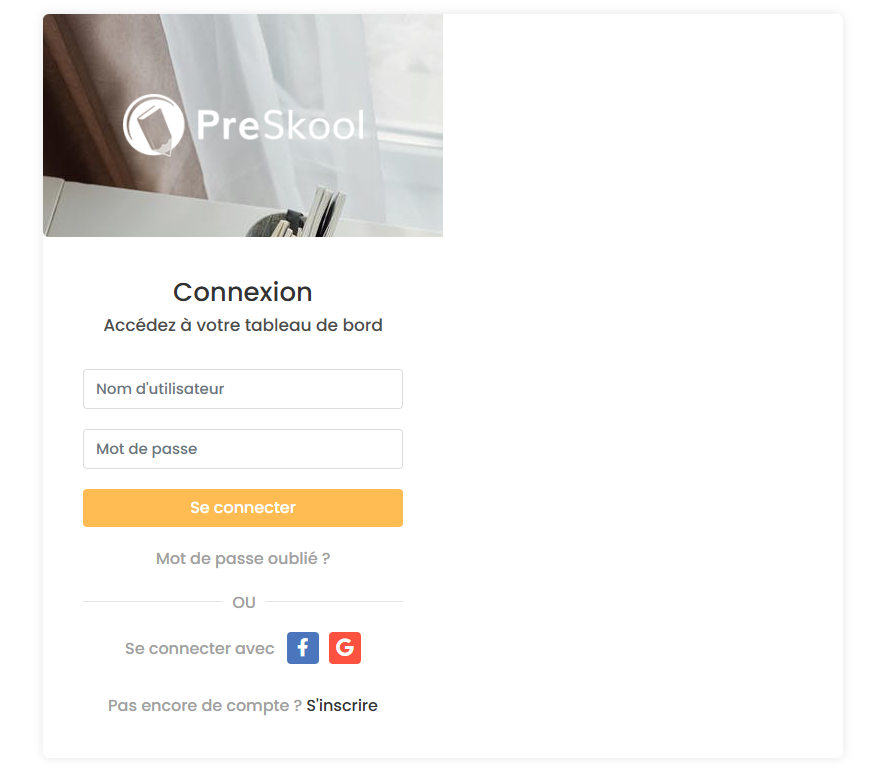 PreSkool
Connexion
Accédez à votre tableau de bord
Nom d'utilisateur
Mot de passe
Se connecter
Mot de passe oublié ?
OU
Se connecter avec
Pas encore de compte ? S'inscrire